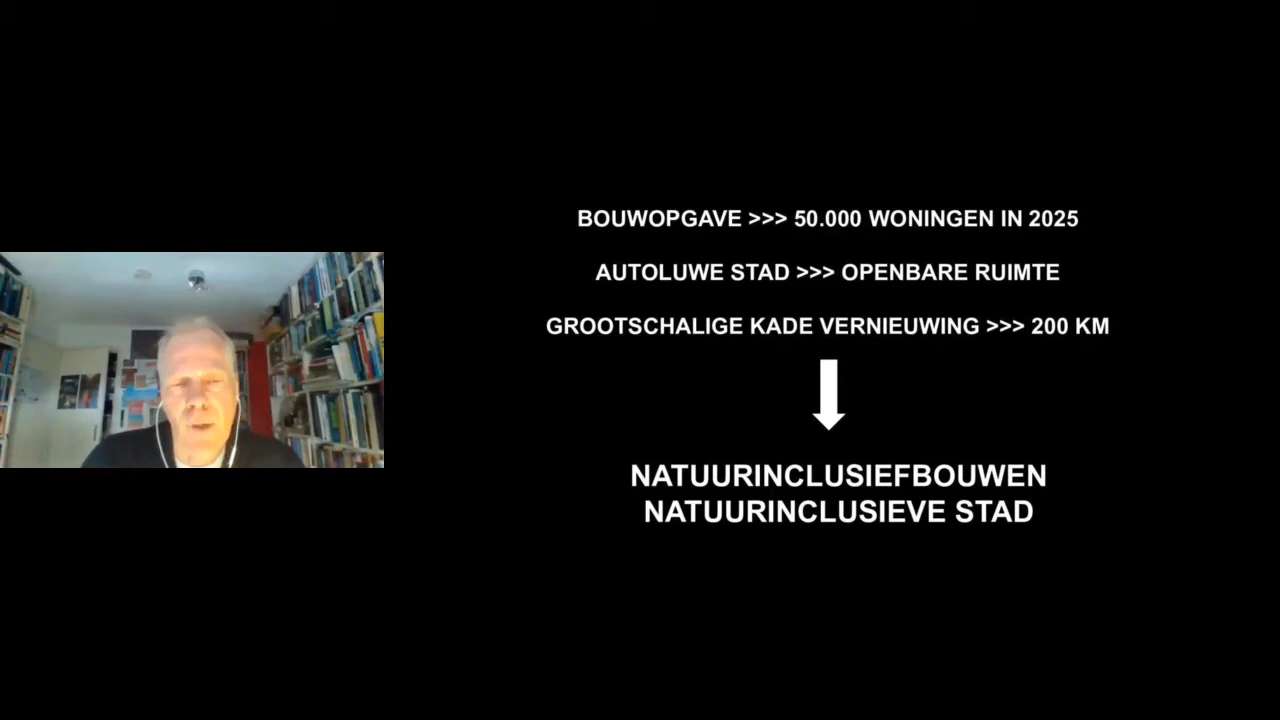 BOUWOPGAVE >>> 50.000 WONINGEN IN 2025
AUTOLUWE STAD >>> OPENBARE RUIMTE
GROOTSCHALIGE KADE VERNIEUWING >>> 200 KM
NATUURINCLUSIEFBOUWEN
NATUURINCLUSIEVE STAD